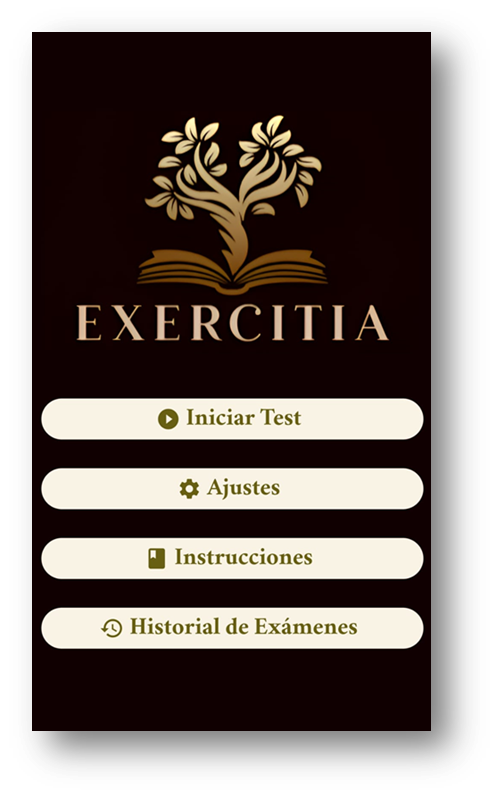 EXERCITIA
Iniciar Test
Ajustes
Instrucciones
Historial de Exámenes